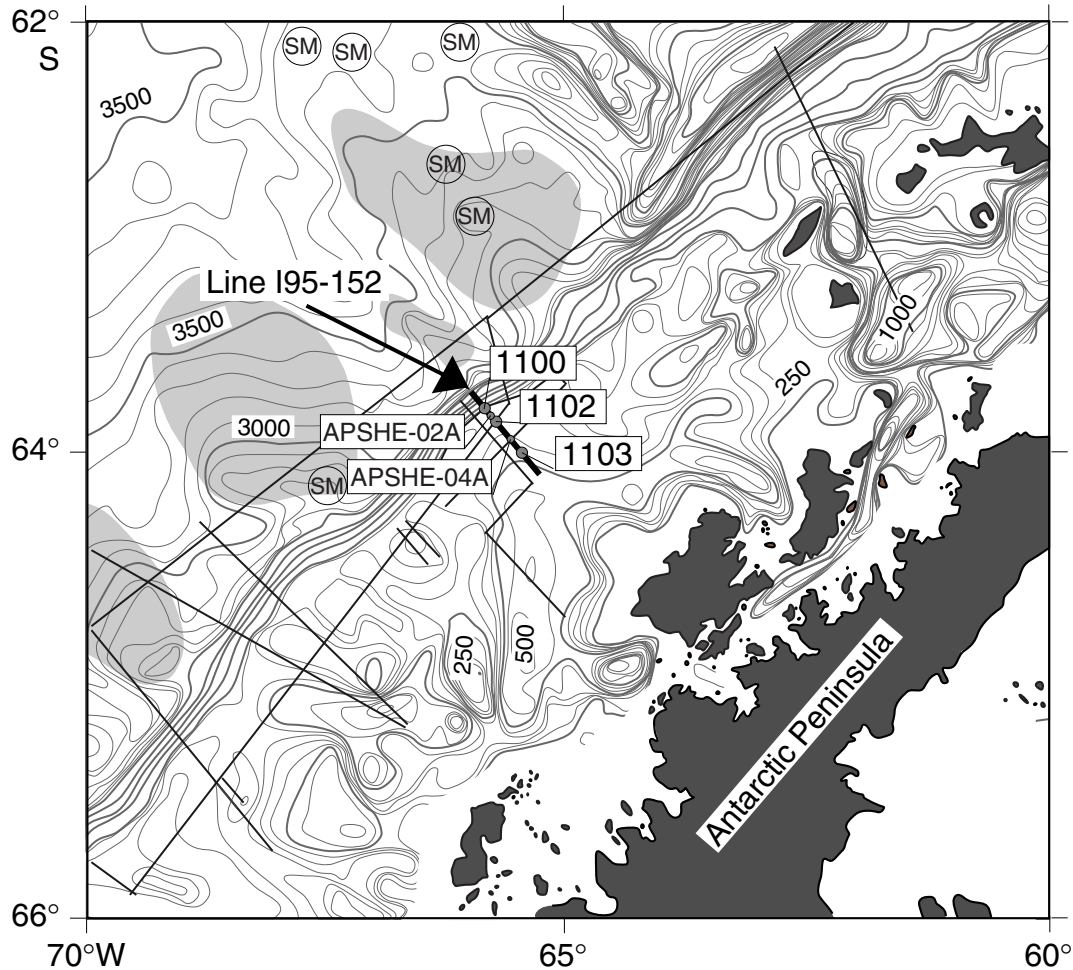 62°
S
SM
SM
SM
3500
SM
SM
Line I95-152
3500
1000
1100
250
1102
3000
APSHE-02A
64°
1103
SM
APSHE-04A
250
500
Antarctic Peninsula
66°
70°W
65°
60°